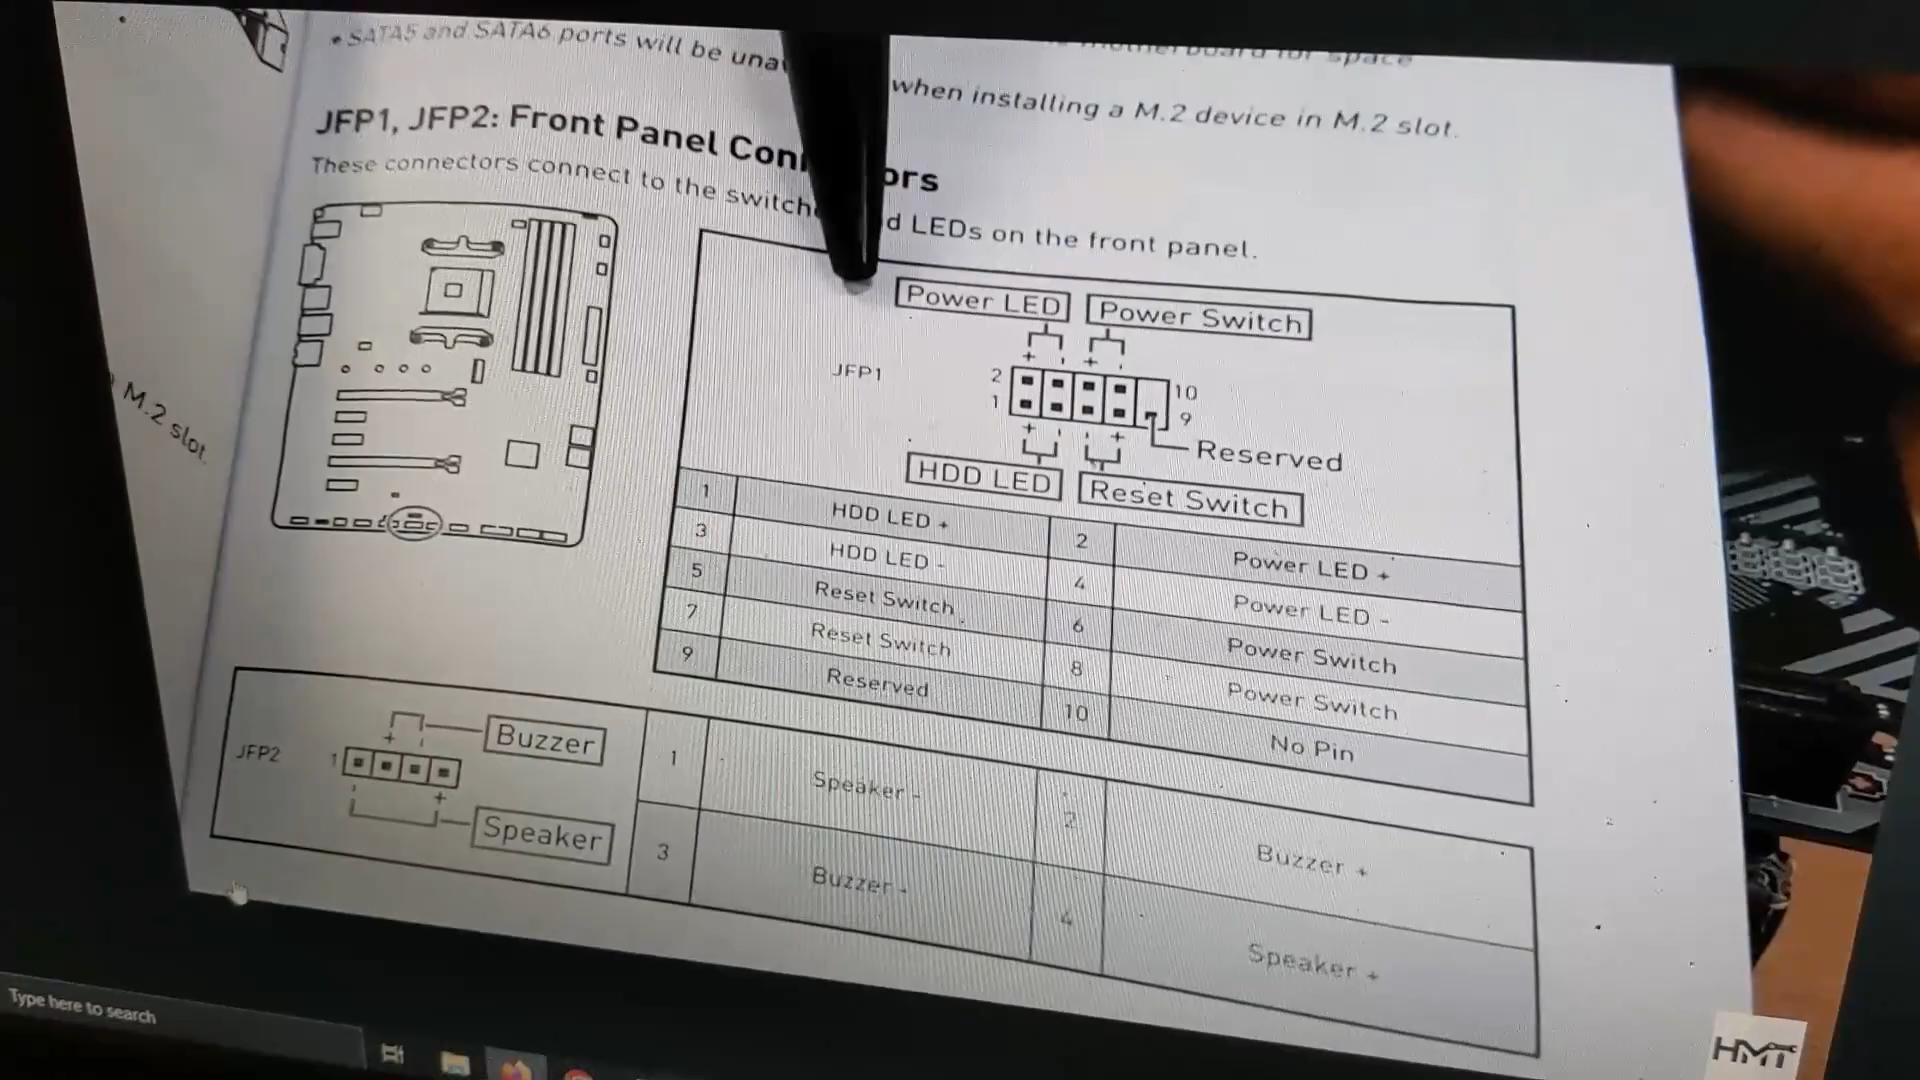 • SATA5 and SATA6 ports will be
motherboard for space
when installing a M.2 device in M.2 slot.
JFP1, JFP2: Front Panel Con ors
These connectors connect to the switch d LEDs on the front panel.
M.2 slot.
Power LED Power Switch
+ - + -
JFP1
2 10
1 9
+ - - +
Reserved
HDD LED Reset Switch
1 HDD LED + 2 Power LED +
3 HDD LED - 4 Power LED -
5 Reset Switch 6 Power Switch
7 Reset Switch 8 Power Switch
9 Reserved 10 No Pin
Buzzer
+ -
JFP2 1
- +
Speaker
1 Speaker - 2 Buzzer +
3 Buzzer - 4 Speaker +
Type here to search
HMT